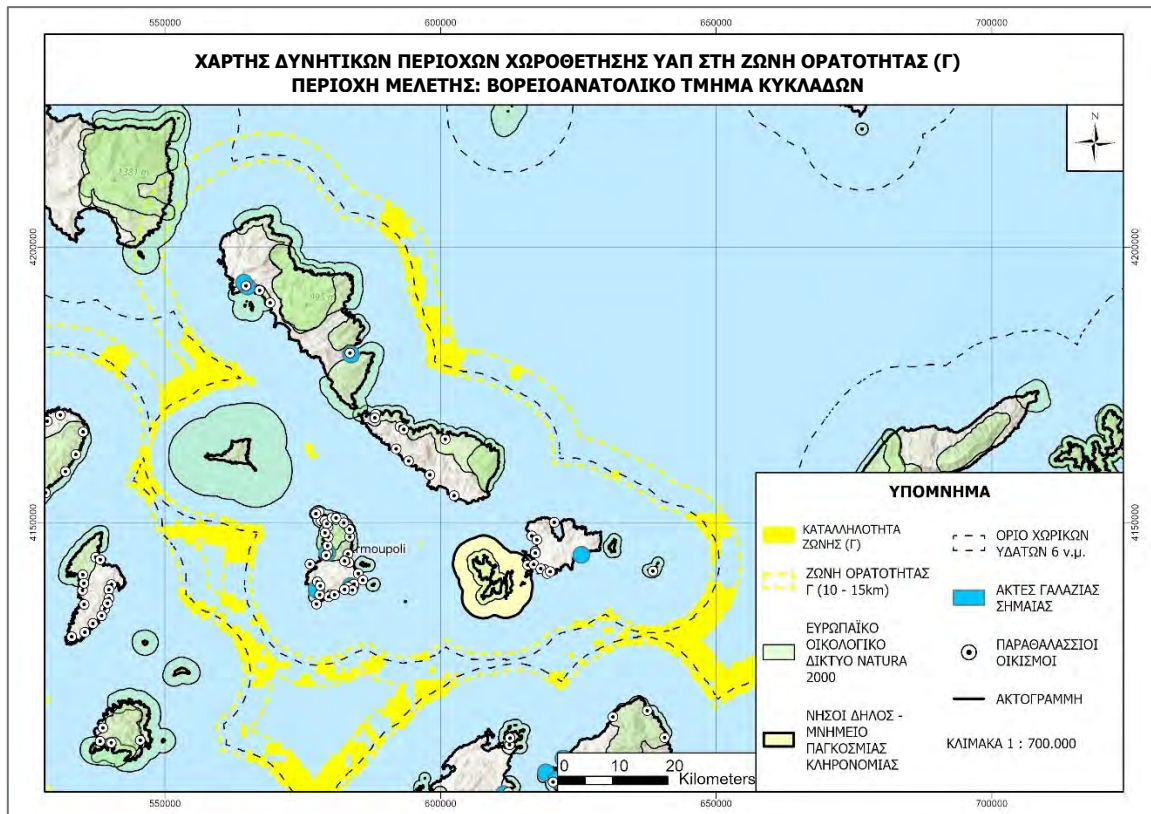 550000 600000 650000 700000
ΧΑΡΤΗΣ ΔΥΝΗΤΙΚΩΝ ΠΕΡΙΟΧΩΝ ΧΩΡΟΘΕΤΗΣΗΣ ΥΑΠ ΣΤΗ ΖΩΝΗ ΟΡΑΤΟΤΗΤΑΣ (Γ)
ΠΕΡΙΟΧΗ ΜΕΛΕΤΗΣ: ΒΟΡΕΙΟΑΝΑΤΟΛΙΚΟ ΤΜΗΜΑ ΚΥΚΛΑΔΩΝ
N
4200000
4200000
4150000
4150000
rmoupoli
ΥΠΟΜΝΗΜΑ
ΚΑΤΑΛΛΗΛΟΤΗΤΑ
ΖΩΝΗΣ (Γ)
ΖΩΝΗ ΟΡΑΤΟΤΗΤΑΣ
Γ (10 - 15km)
ΕΥΡΩΠΑΪΚΟ
ΟΙΚΟΛΟΓΙΚΟ
ΔΙΚΤΥΟ NATURA
2000
ΝΗΣΟΙ ΔΗΛΟΣ -
ΜΝΗΜΕΙΟ
ΠΑΓΚΟΣΜΙΑΣ
ΚΛΗΡΟΝΟΜΙΑΣ
ΟΡΙΟ ΧΩΡΙΚΩΝ
ΥΔΑΤΩΝ 6 ν.μ.
ΑΚΤΕΣ ΓΑΛΑΖΙΑΣ
ΣΗΜΑΙΑΣ
ΠΑΡΑΘΑΛΑΣΣΙΟΙ
ΟΙΚΙΣΜΟΙ
ΑΚΤΟΓΡΑΜΜΗ
ΚΛΙΜΑΚΑ 1 : 700.000
0 5 10 20
Kilometers
550000 600000 650000 700000